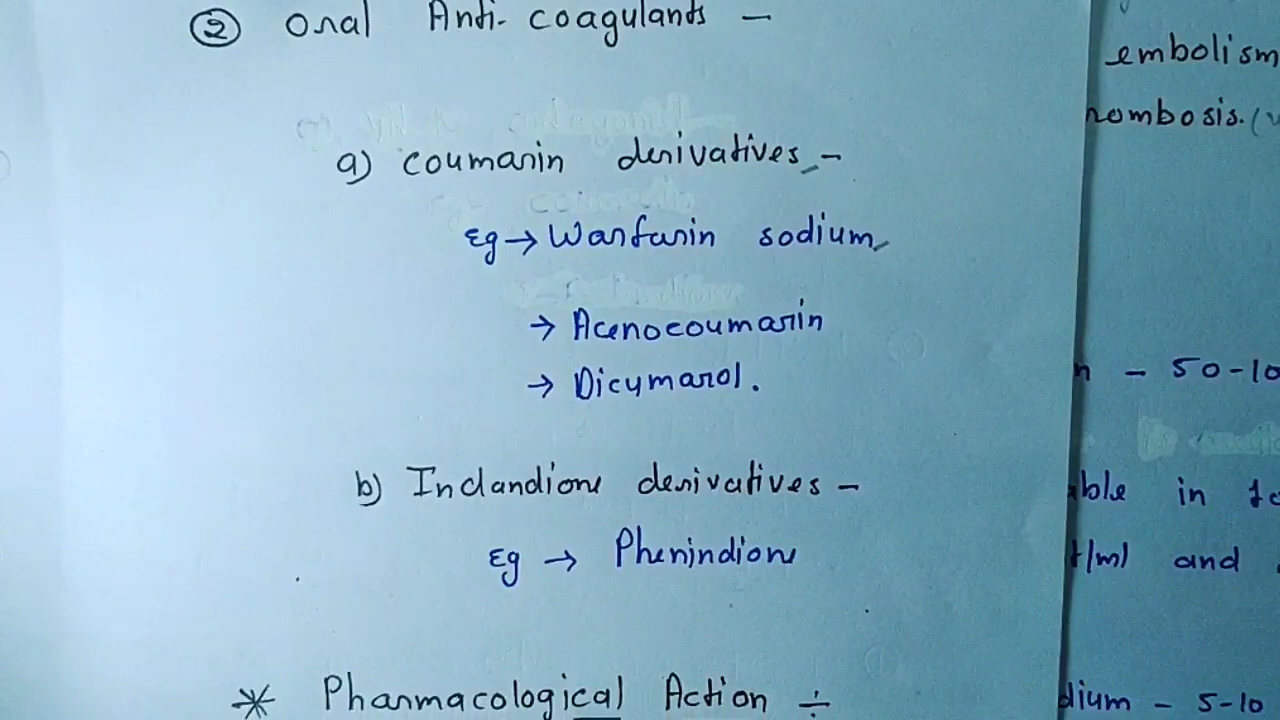 ② Oral Anti-coagulants –
a) coumarin derivatives –
Eg → Warfarin sodium
→ Acenocoumarin
→ Dicymarol.
b) Indandione derivatives –
Eg → Phenindione
* Pharmacological Action ÷
embolism
rombosis.
– 50-10
able in
t/ml) and
dium – 5-10